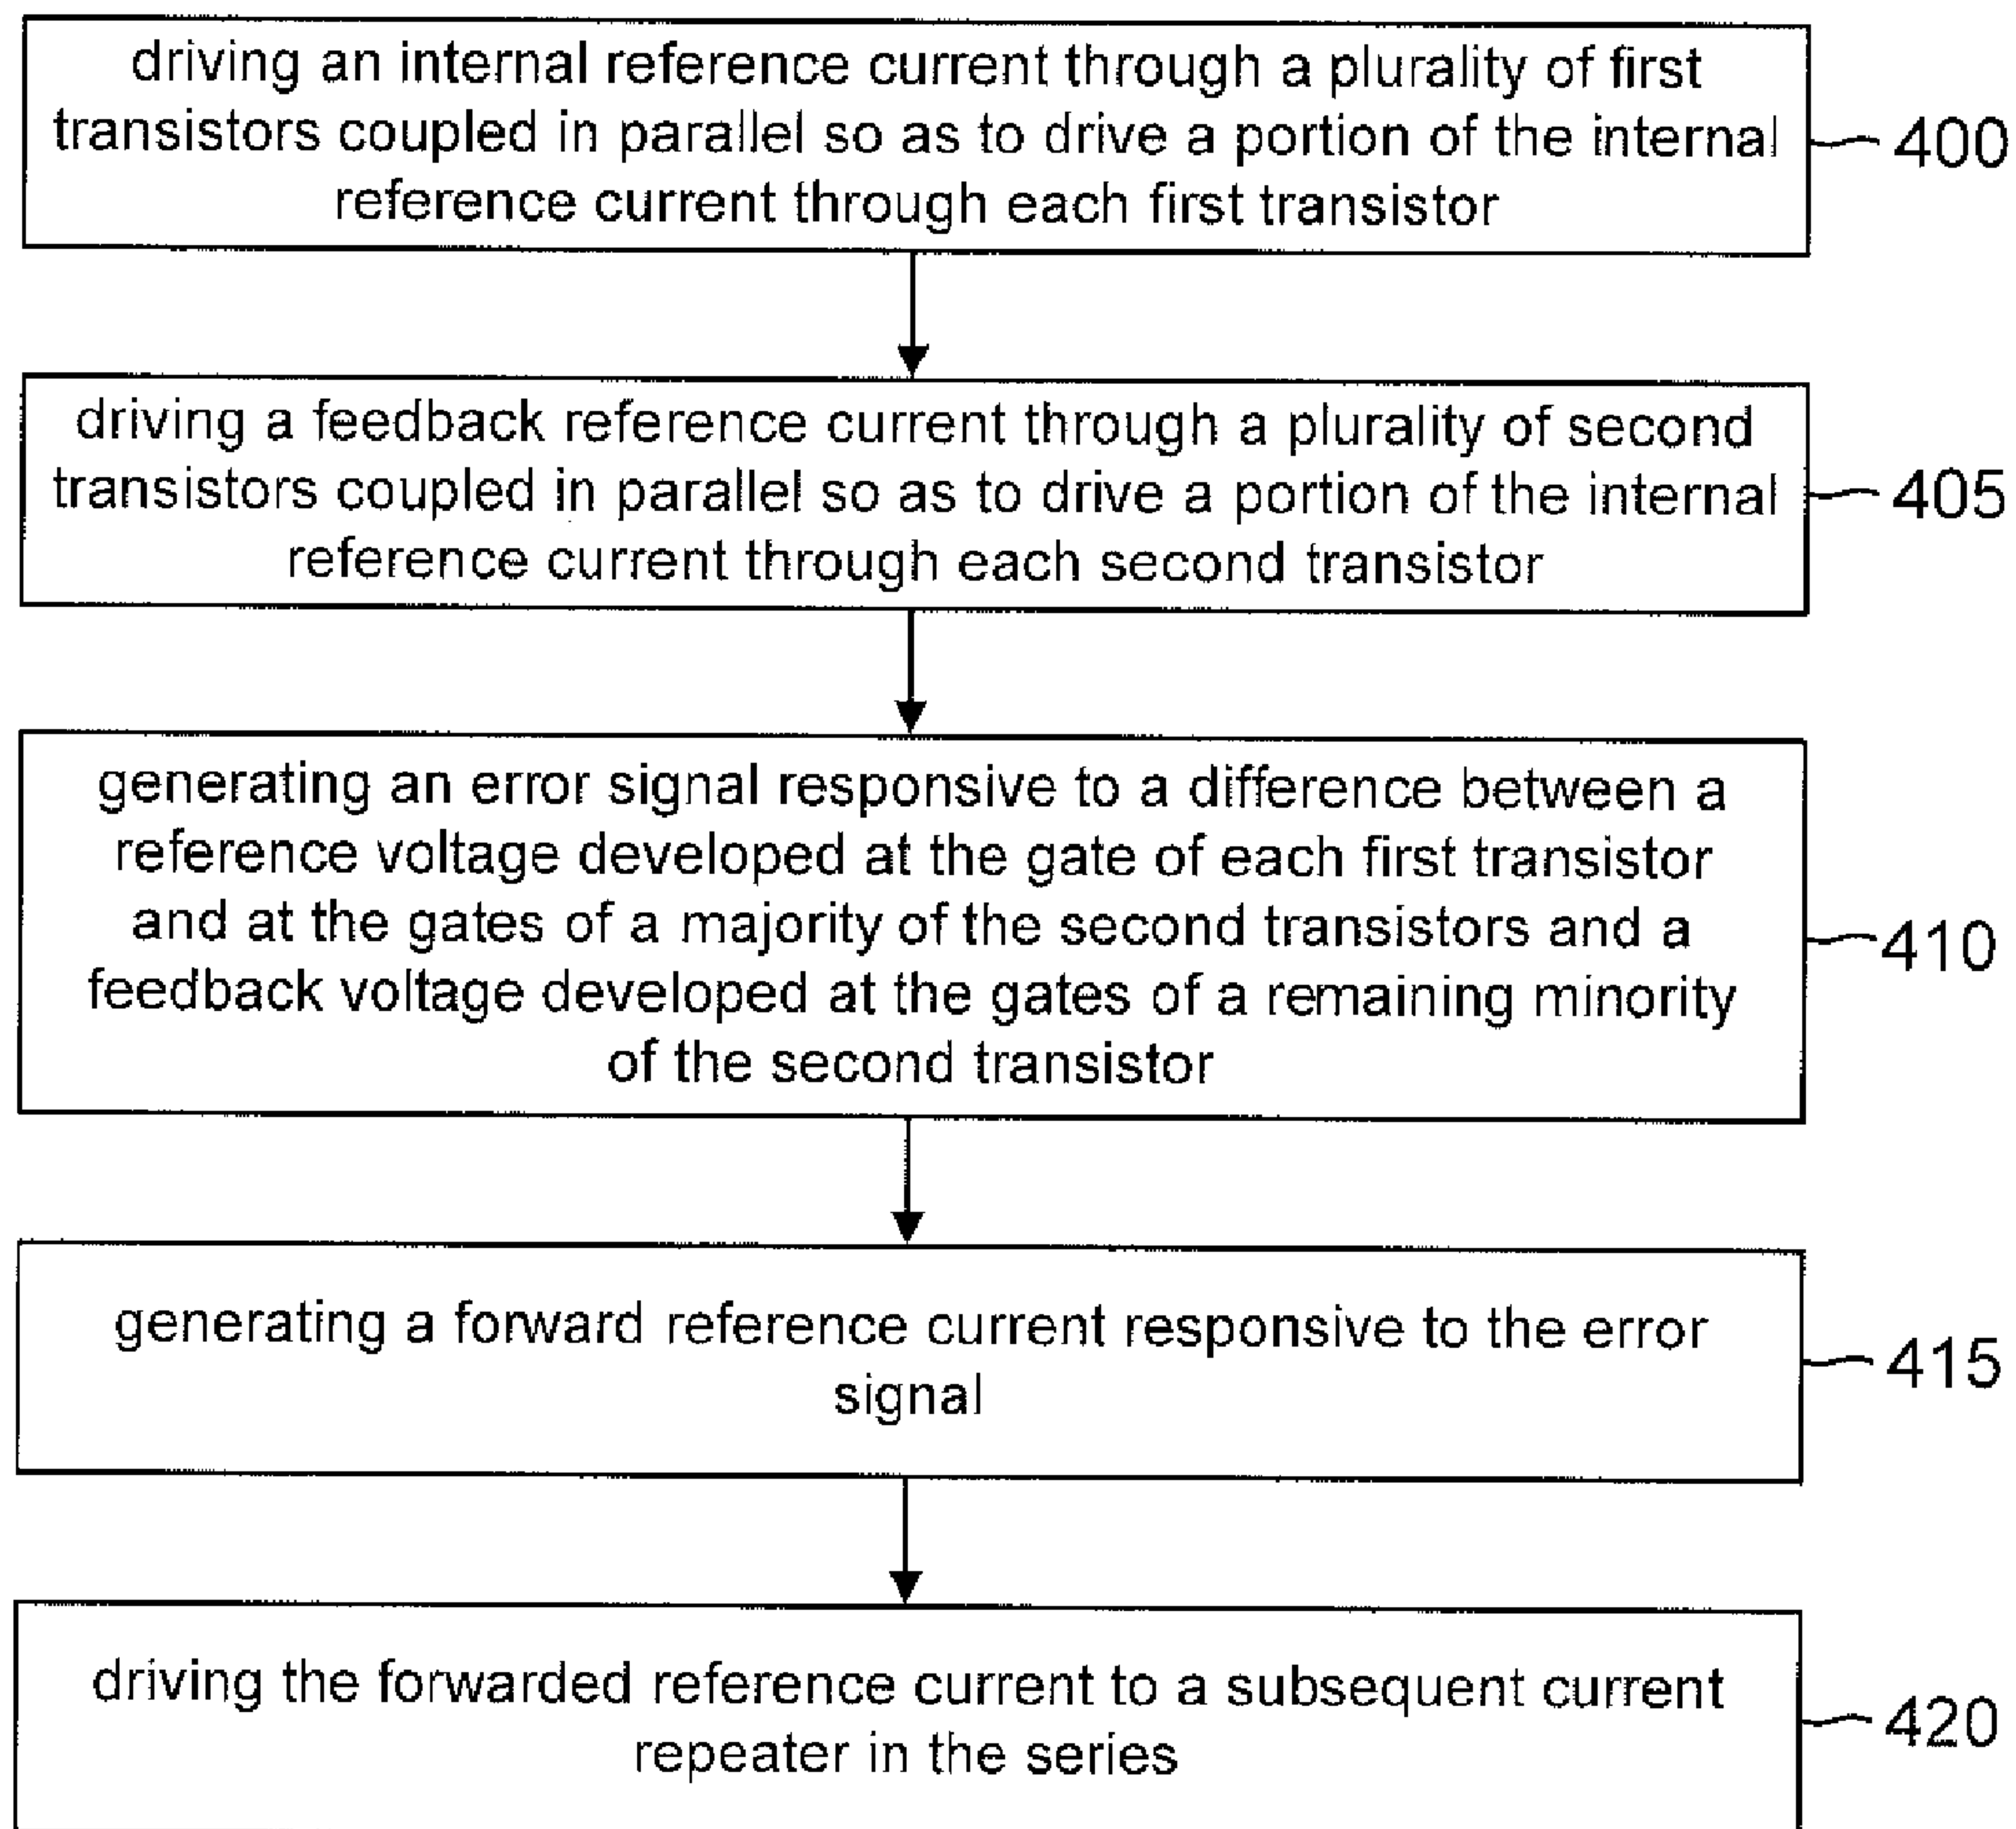 driving an internal reference current through a plurality of first
transistors coupled in parallel so as to drive a portion of the internal
reference current through each first transistor
400
driving a feedback reference current through a plurality of second
transistors coupled in parallel so as to drive a portion of the internal
reference current through each second transistor
405
generating an error signal responsive to a difference between a
reference voltage developed at the gate of each first transistor
and at the gates of a majority of the second transistors and a
feedback voltage developed at the gates of a remaining minority
of the second transistor
410
generating a forward reference current responsive to the error
signal
415
driving the forwarded reference current to a subsequent current
repeater in the series
420